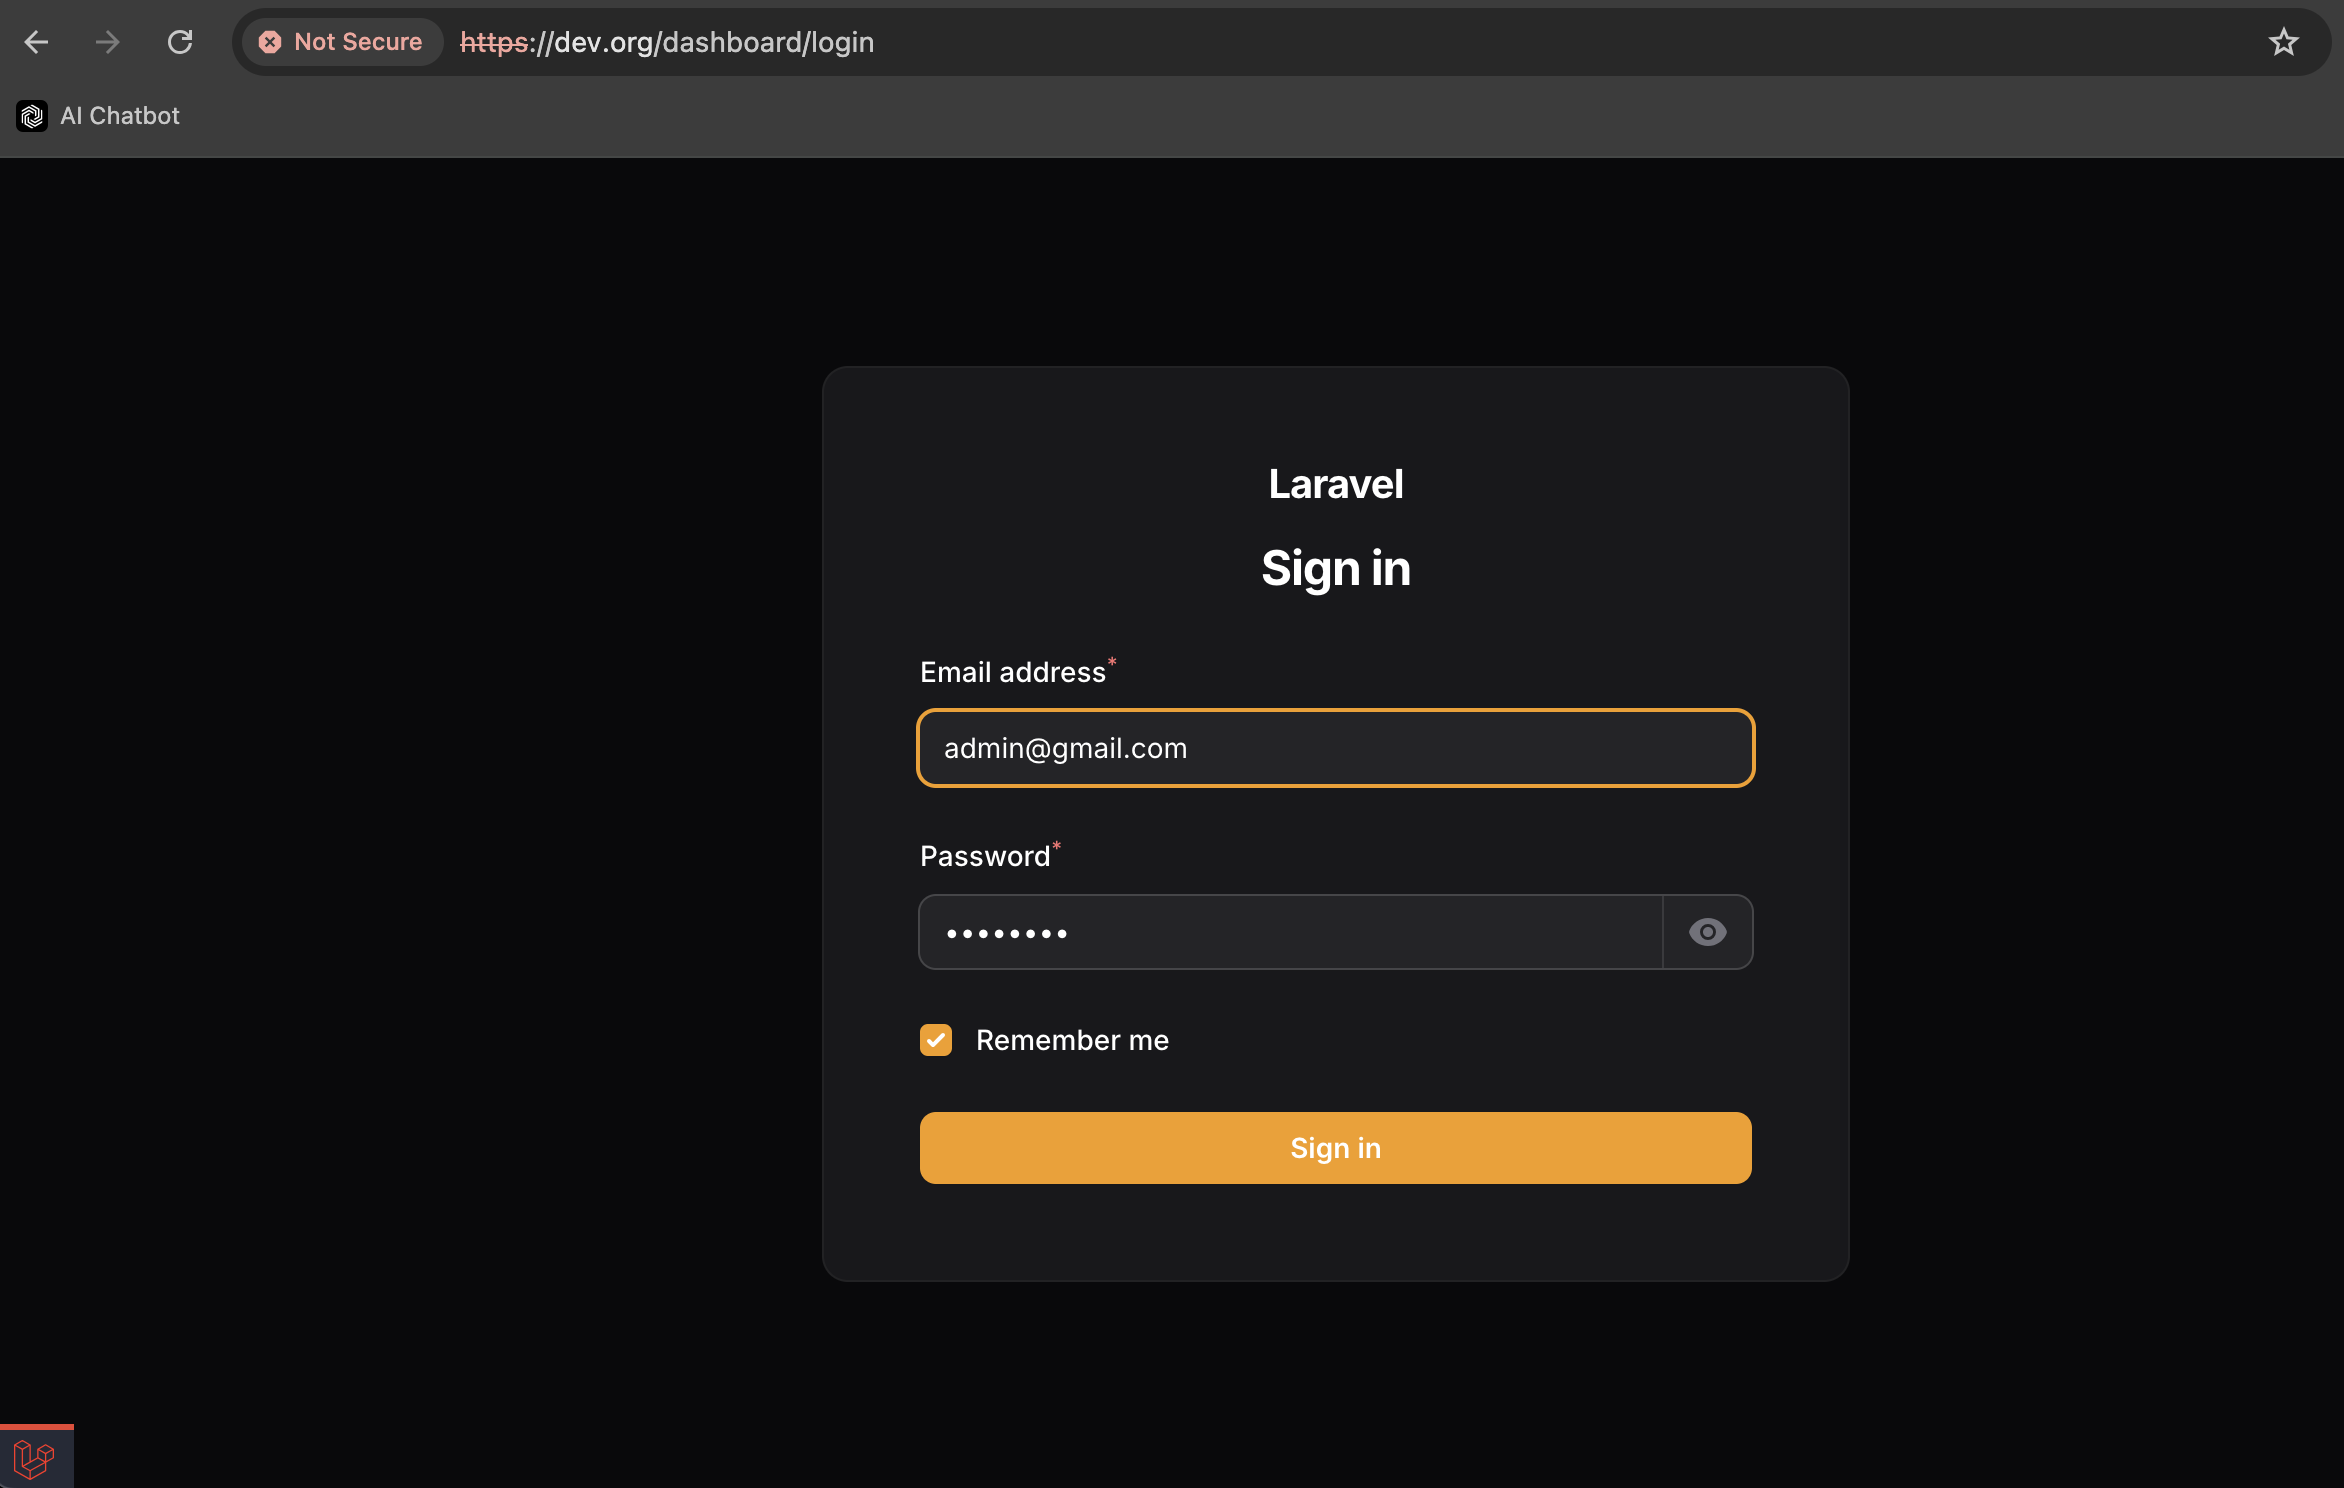 Not Secure https://dev.org/dashboard/login
AI Chatbot
Laravel
Sign in
Email address*
admin@gmail.com
Password*
••••••••
Remember me
Sign in